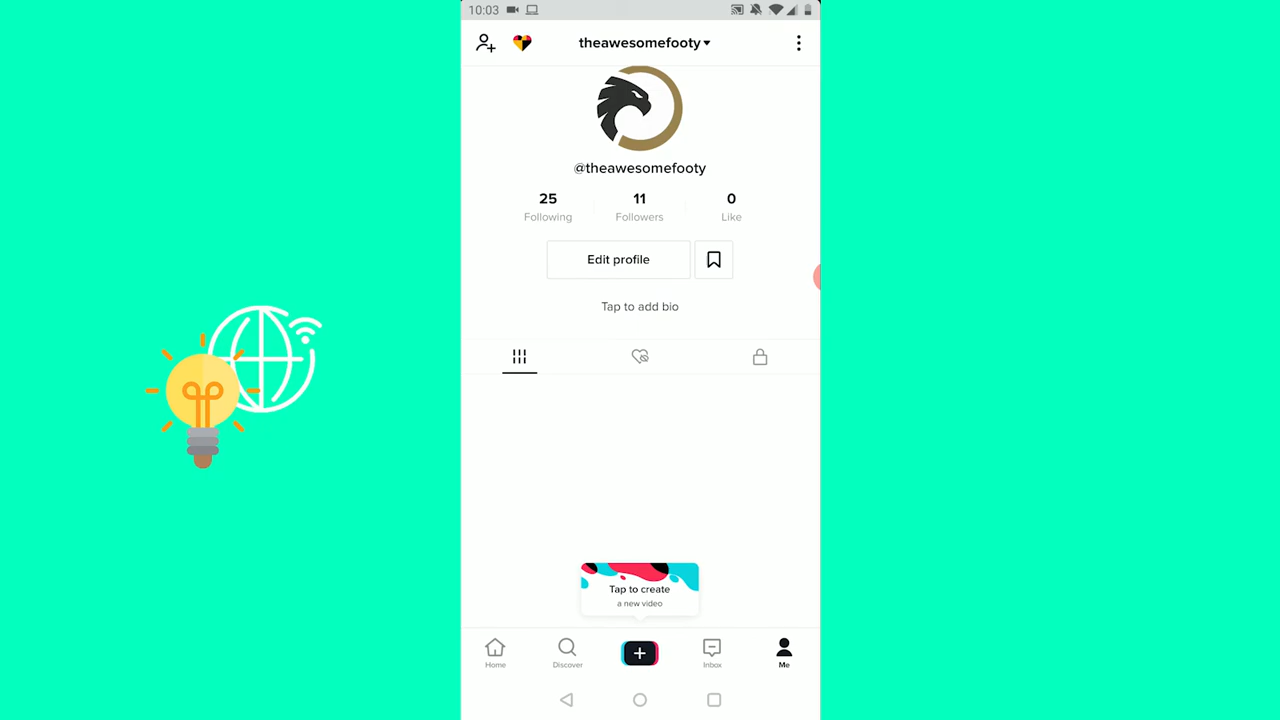 10:03
theawesomefooty
@theawesomefooty
25 11 0
Following Followers Like
Edit profile
Tap to add bio
Tap to create
a new video
Home Discover Inbox Me